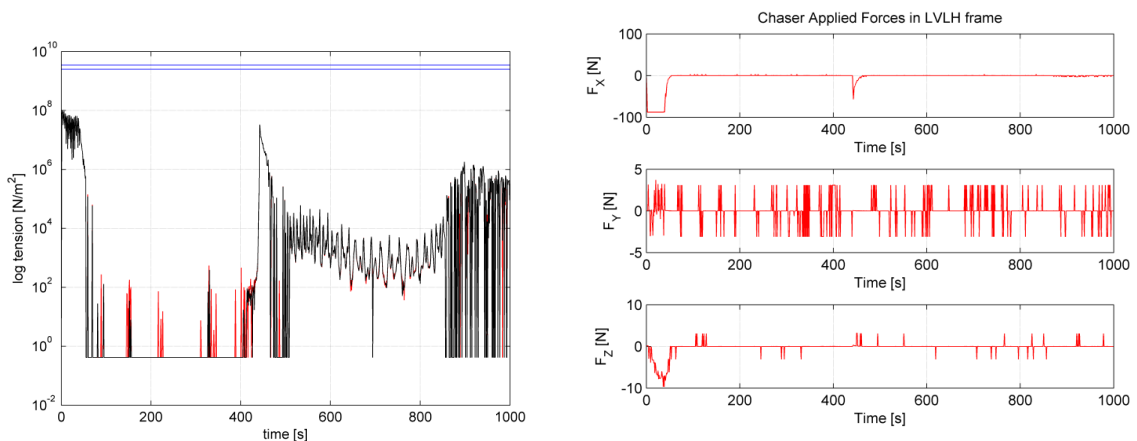 10^10
10^8
10^6
10^4
10^2
10^0
10^-2
log tension [N/m^2]
0 200 400 600 800 1000
time [s]
Chaser Applied Forces in LVLH frame
100
0
-100
F_X [N]
0 200 400 600 800 1000
Time [s]
5
0
-5
F_Y [N]
0 200 400 600 800 1000
Time [s]
10
0
-10
F_Z [N]
0 200 400 600 800 1000
Time [s]